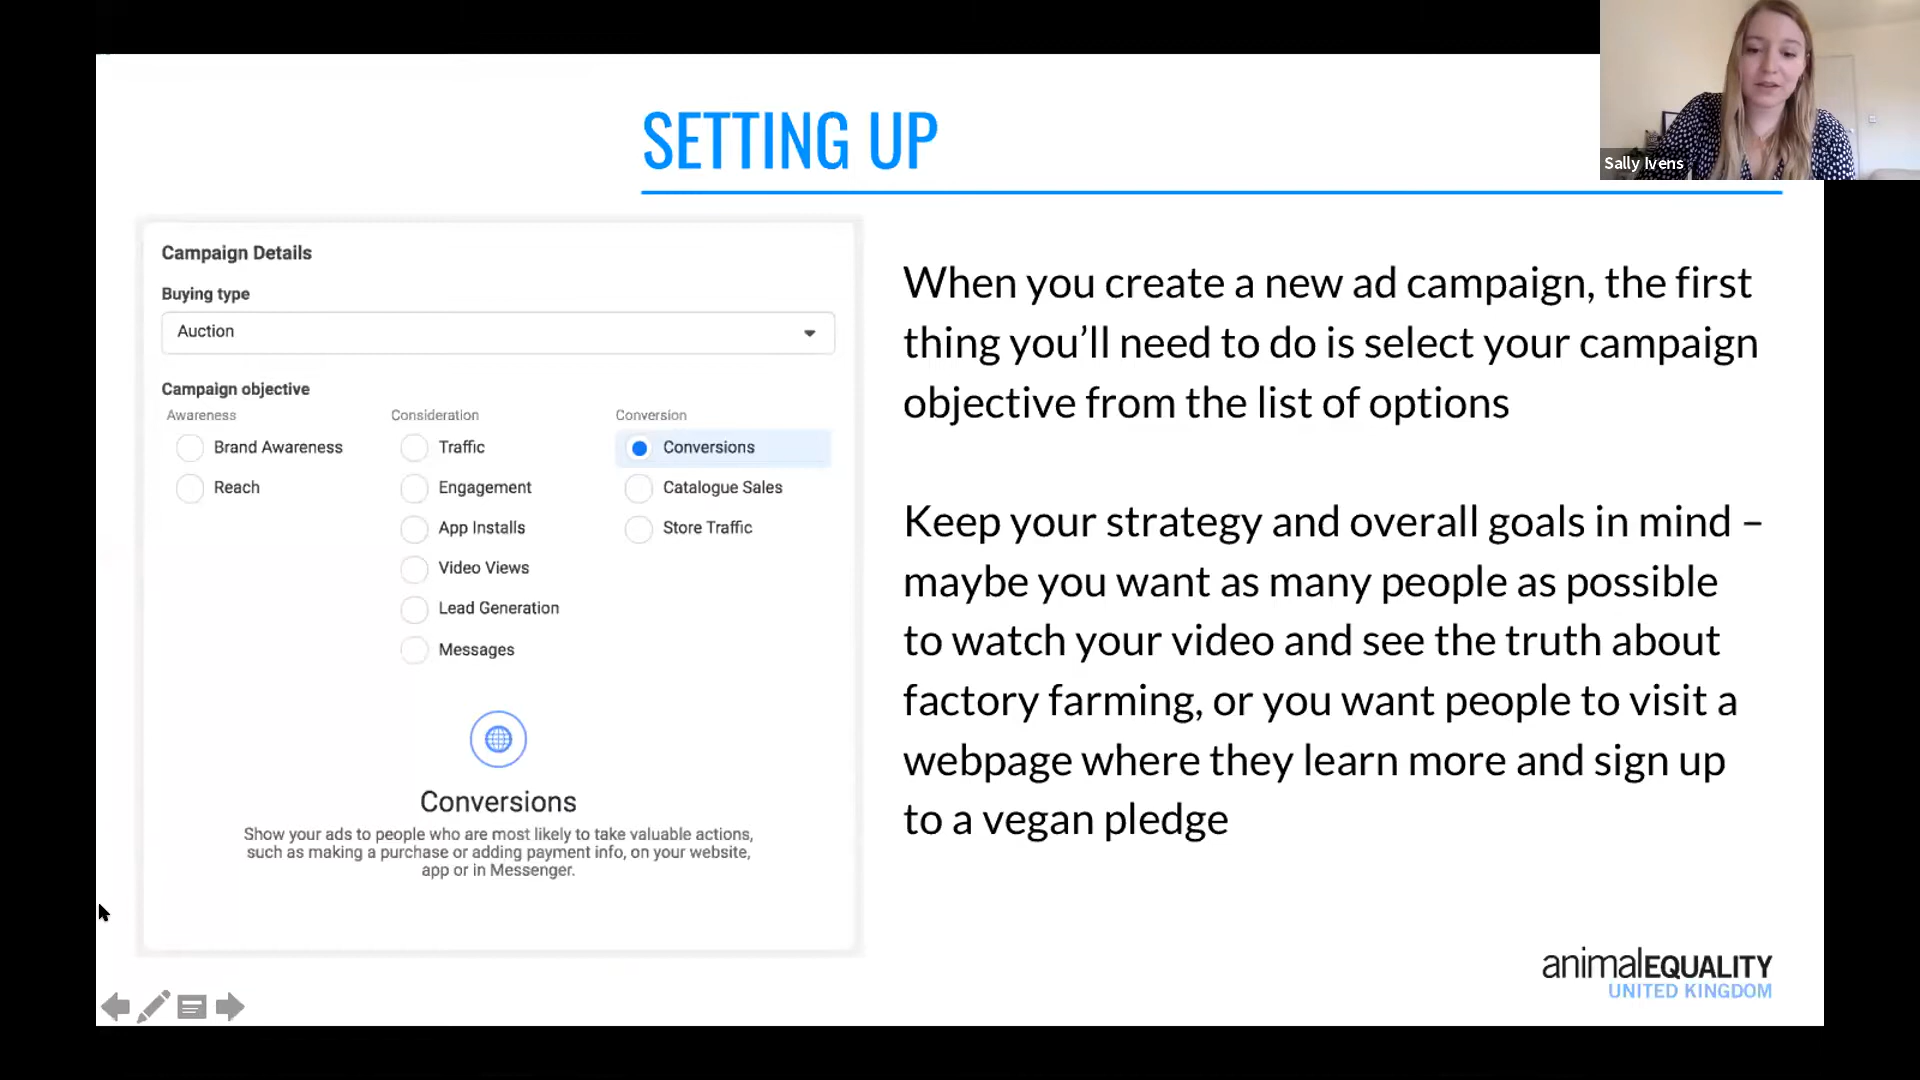 SETTING UP
Sally Ivens
Campaign Details
Buying type
Auction
Campaign objective
Awareness
Brand Awareness
Reach
Consideration
Traffic
Engagement
App Installs
Video Views
Lead Generation
Messages
Conversion
Conversions
Catalogue Sales
Store Traffic
Conversions
Show your ads to people who are most likely to take valuable actions,
such as making a purchase or adding payment info, on your website,
app or in Messenger.
When you create a new ad campaign, the first
thing you’ll need to do is select your campaign
objective from the list of options
Keep your strategy and overall goals in mind –
maybe you want as many people as possible
to watch your video and see the truth about
factory farming, or you want people to visit a
webpage where they learn more and sign up
to a vegan pledge
animalEQUALITY
UNITED KINGDOM